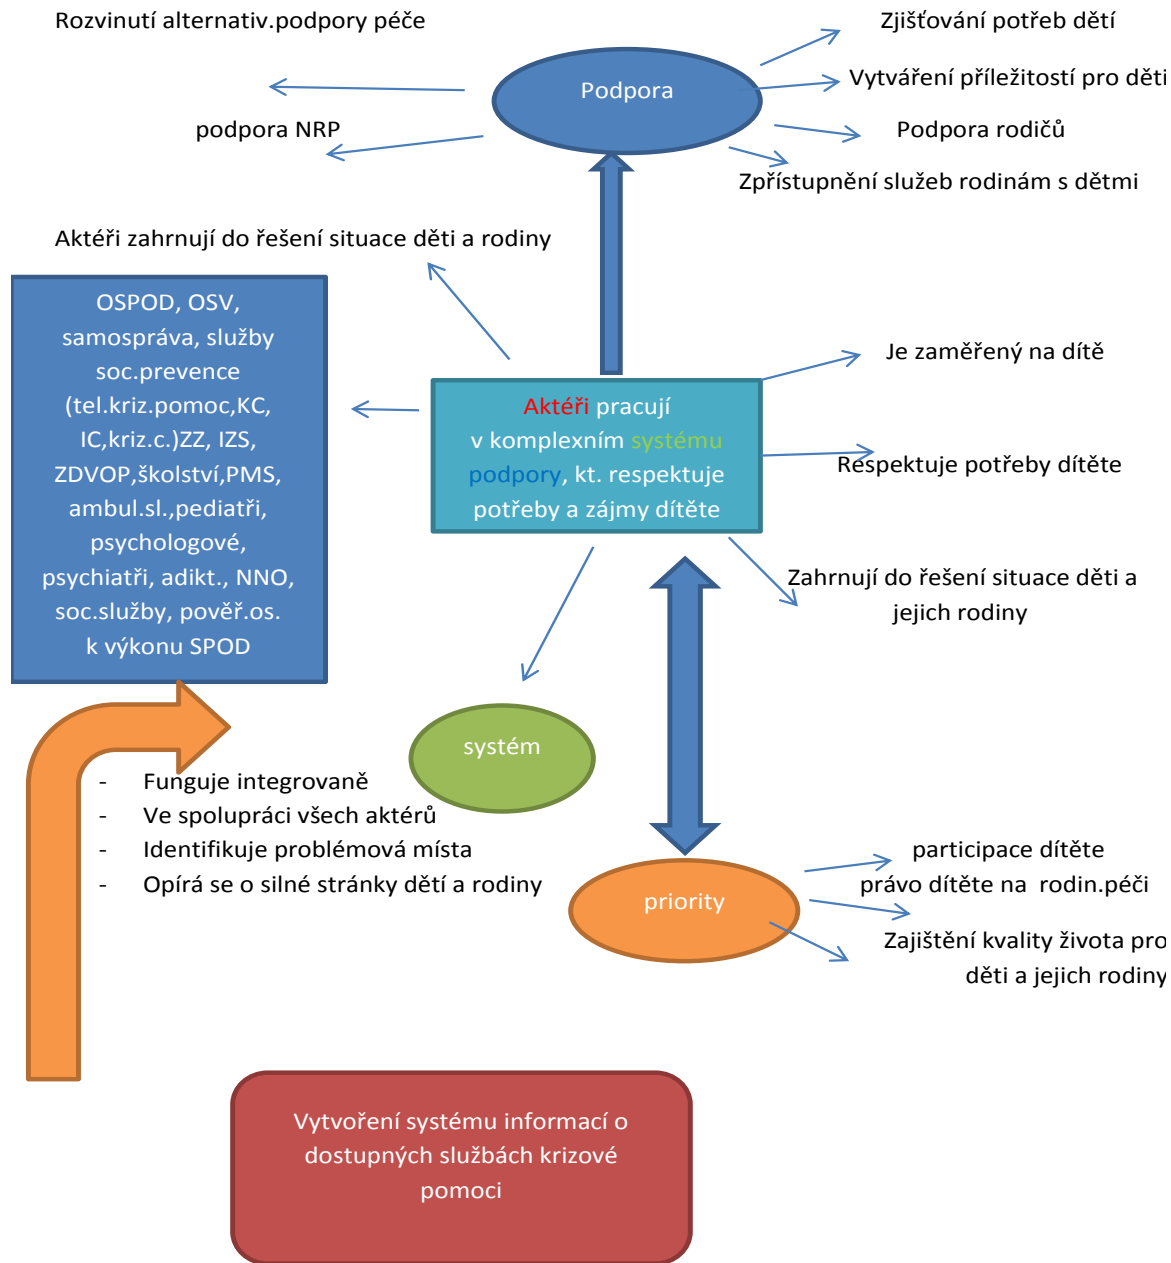 Rozvinutí alternativ.podpory péče
Zjišťování potřeb dětí
Podpora
Vytváření příležitostí pro děti
podpora NRP
Podpora rodičů
Zpřístupnění služeb rodinám s dětmi
Aktéři zahrnují do řešení situace děti a rodiny
OSPOD, OSV,
samospráva, služby
soc.prevence
(tel.kriz.pomoc,KC,
IC,kriz.c.)ZZ, IZS,
ZDVOP,školství,PMS,
ambul.sl.,pediatři,
psychologové,
psychiatři, adikt., NNO,
soc.služby, pověř.os.
k výkonu SPOD
Aktéři pracují
v komplexním systému
podpory, kt. respektuje
potřeby a zájmy dítěte
Je zaměřený na dítě
Respektuje potřeby dítěte
Zahrnují do řešení situace děti a
jejich rodiny
systém
- Funguje integrovaně
- Ve spolupráci všech aktérů
- Identifikuje problémová místa
- Opírá se o silné stránky dětí a rodiny
priority
participace dítěte
právo dítěte na  rodin.péči
Zajištění kvality života pro
děti a jejich rodiny
Vytvoření systému informací o
dostupných službách krizové
pomoci